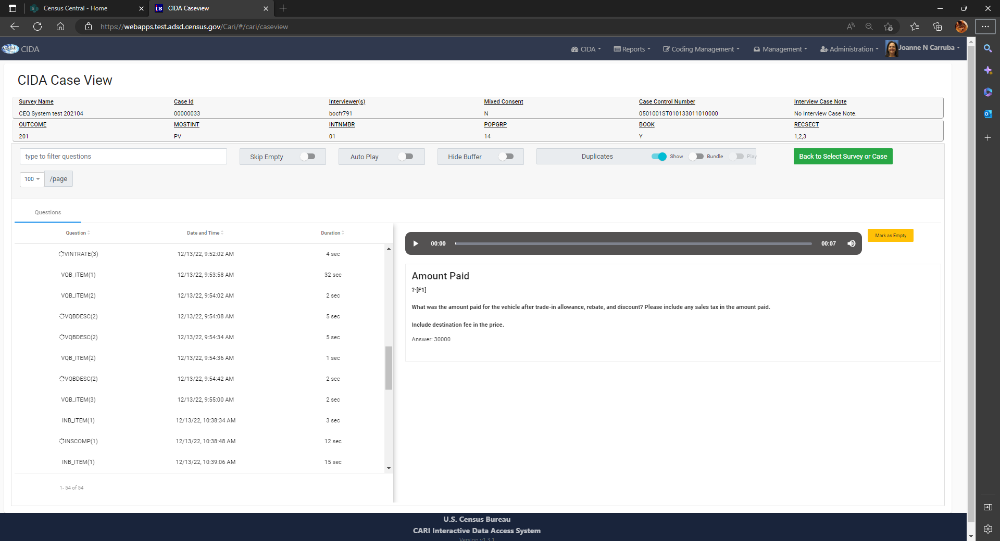 Census Central - Home
CIDA Caseview
https://webapps.test.adsd.census.gov/Cari/#/cari/caseview
CIDA
CIDA Reports Coding Management Management Administration Joanne N Carruba
CIDA Case View
Survey Name Case Id Interviewer(s) Mixed Consent Case Control Number Interview Case Note
CEQ System test 202104 00000033 bocfr791 N 0501001ST010133011010000 No Interview Case Note.
OUTCOME MOSTINT INTNMBR POPGRP BOOK RECSECT
201 PV 01 14 Y 1,2,3
type to filter questions Skip Empty Auto Play Hide Buffer Duplicates Show Bundle Play Back to Select Survey or Case
100 /page
Questions
Question Date and Time Duration
VINTRATE(3) 12/13/22, 9:52:02 AM 4 sec
VQB_ITEM(1) 12/13/22, 9:53:58 AM 32 sec
VQB_ITEM(2) 12/13/22, 9:54:02 AM 2 sec
VQBDESC(2) 12/13/22, 9:54:08 AM 5 sec
VQBDESC(2) 12/13/22, 9:54:34 AM 5 sec
VQB_ITEM(2) 12/13/22, 9:54:36 AM 1 sec
VQBDESC(2) 12/13/22, 9:54:42 AM 2 sec
VQB_ITEM(3) 12/13/22, 9:55:00 AM 2 sec
INB_ITEM(1) 12/13/22, 10:38:34 AM 3 sec
INSCOMP(1) 12/13/22, 10:38:48 AM 12 sec
INB_ITEM(1) 12/13/22, 10:39:06 AM 15 sec
1- 54 of 54
00:00 00:07 Mark as Empty
Amount Paid
?·[F1]
What was the amount paid for the vehicle after trade-in allowance, rebate, and discount? Please include any sales tax in the amount paid.
Include destination fee in the price.
Answer: 30000
U.S. Census Bureau
CARI Interactive Data Access System
Version v1.3.1